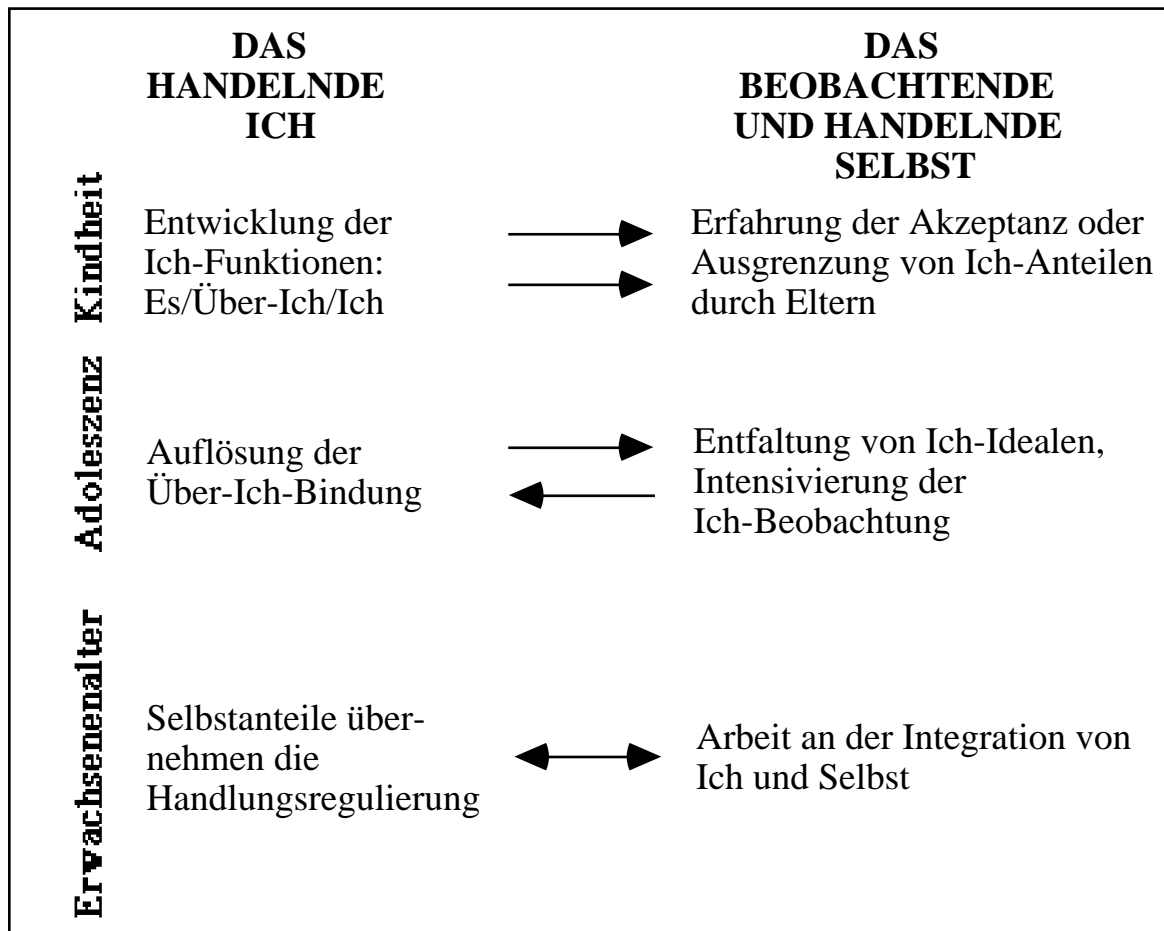 DAS
HANDELNDE
ICH
DAS
BEOBACHTENDE
UND HANDELNDE
SELBST
Kindheit
Entwicklung der
Ich-Funktionen:
Es/Über-Ich/Ich
Erfahrung der Akzeptanz oder
Ausgrenzung von Ich-Anteilen
durch Eltern
Adoleszenz
Auflösung der
Über-Ich-Bindung
Entfaltung von Ich-Idealen,
Intensivierung der
Ich-Beobachtung
Erwachsenenalter
Selbstanteile über-
nehmen die
Handlungsregulierung
Arbeit an der Integration von
Ich und Selbst